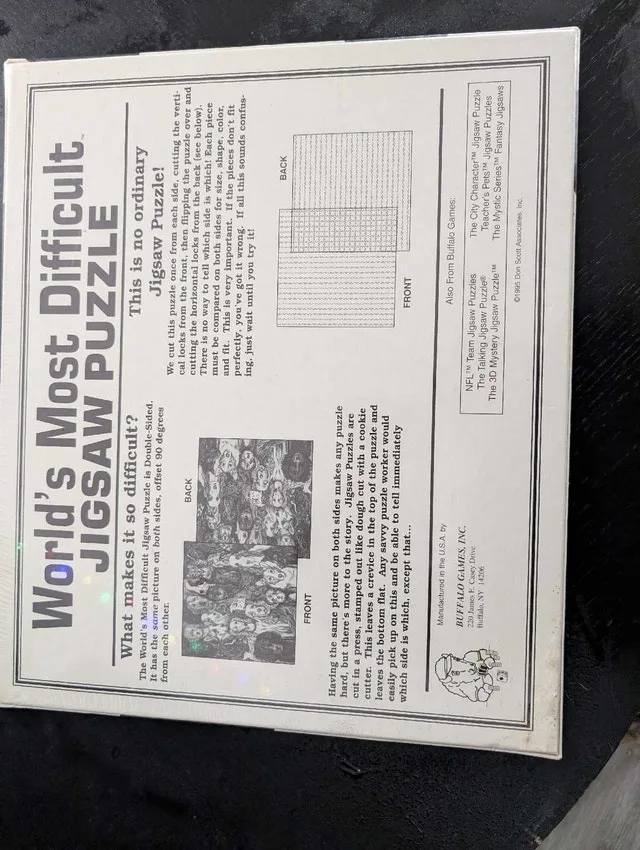 World's Most Difficult™
JIGSAW PUZZLE
What makes it so difficult?
The World's Most Difficult Jigsaw Puzzle is Double-Sided.
It has the same picture on both sides, offset 90 degrees
from each other.
BACK
FRONT
Having the same picture on both sides makes any puzzle
hard, but there's more to the story. Jigsaw Puzzles are
cut in a press, stamped out like dough cut with a cookie
cutter. This leaves a crevice in the top of the puzzle and
leaves the bottom flat. Any savvy puzzle worker would
easily pick up on this and be able to tell immediately
which side is which, except that...
This is no ordinary
Jigsaw Puzzle!
We cut this puzzle once from each side, cutting the verti-
cal locks from the front, then flipping the puzzle over and
cutting the horizontal locks from the back (see below).
There is no way to tell which side is which! Each piece
must be compared on both sides for size, shape, color,
and fit. This is very important. If the pieces don't fit
perfectly, you've got it wrong. If all this sounds confus-
ing, just wait until you try it!
BACK
FRONT
Manufactured in the U.S.A. by
BUFFALO GAMES, INC.
220 James E. Casey Drive
Buffalo, NY 14206
Also From Buffalo Games:
NFL™ Team Jigsaw Puzzles
The Talking Jigsaw Puzzle®
The 3D Mystery Jigsaw Puzzle™
The City Character™ Jigsaw Puzzle
Teacher's Pets™ Jigsaw Puzzles
The Mystic Series™ Fantasy Jigsaws
©1995 Don Scott Associates, Inc.